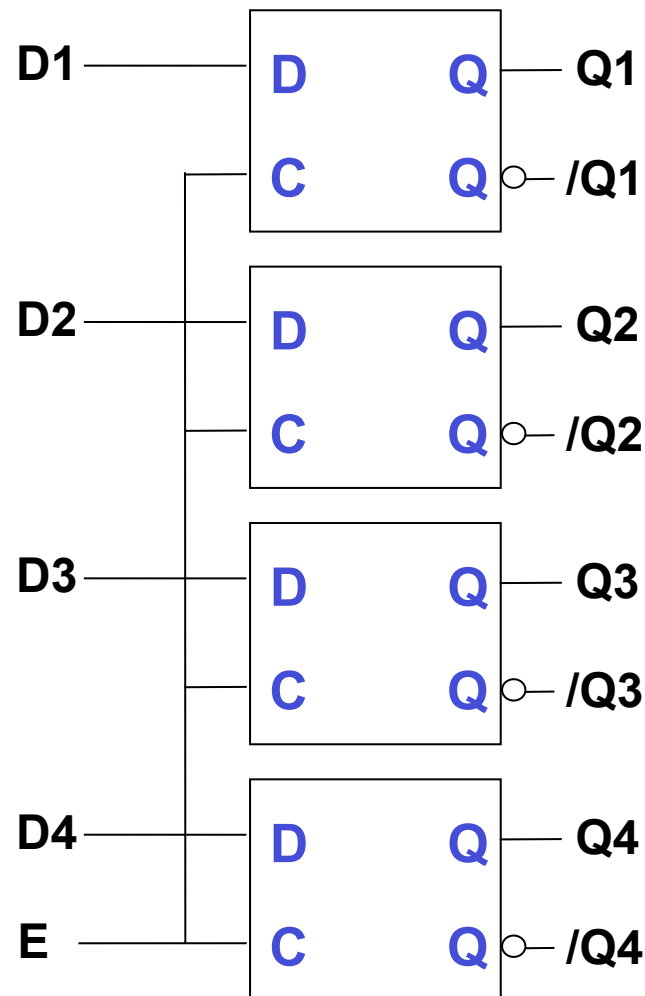 D1 D Q Q1
C Q /Q1
D2 D Q Q2
C Q /Q2
D3 D Q Q3
C Q /Q3
D4 D Q Q4
E C Q /Q4